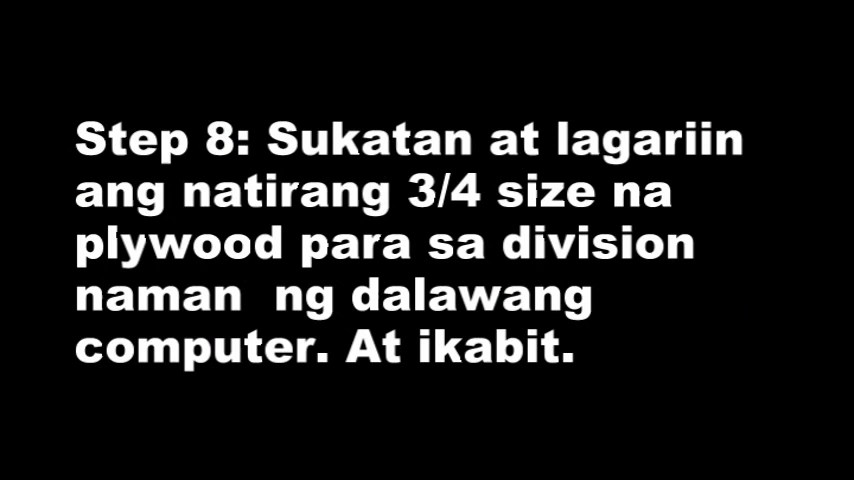 Step 8: Sukatan at lagariin
ang natirang 3/4 size na
plywood para sa division
naman  ng dalawang
computer. At ikabit.